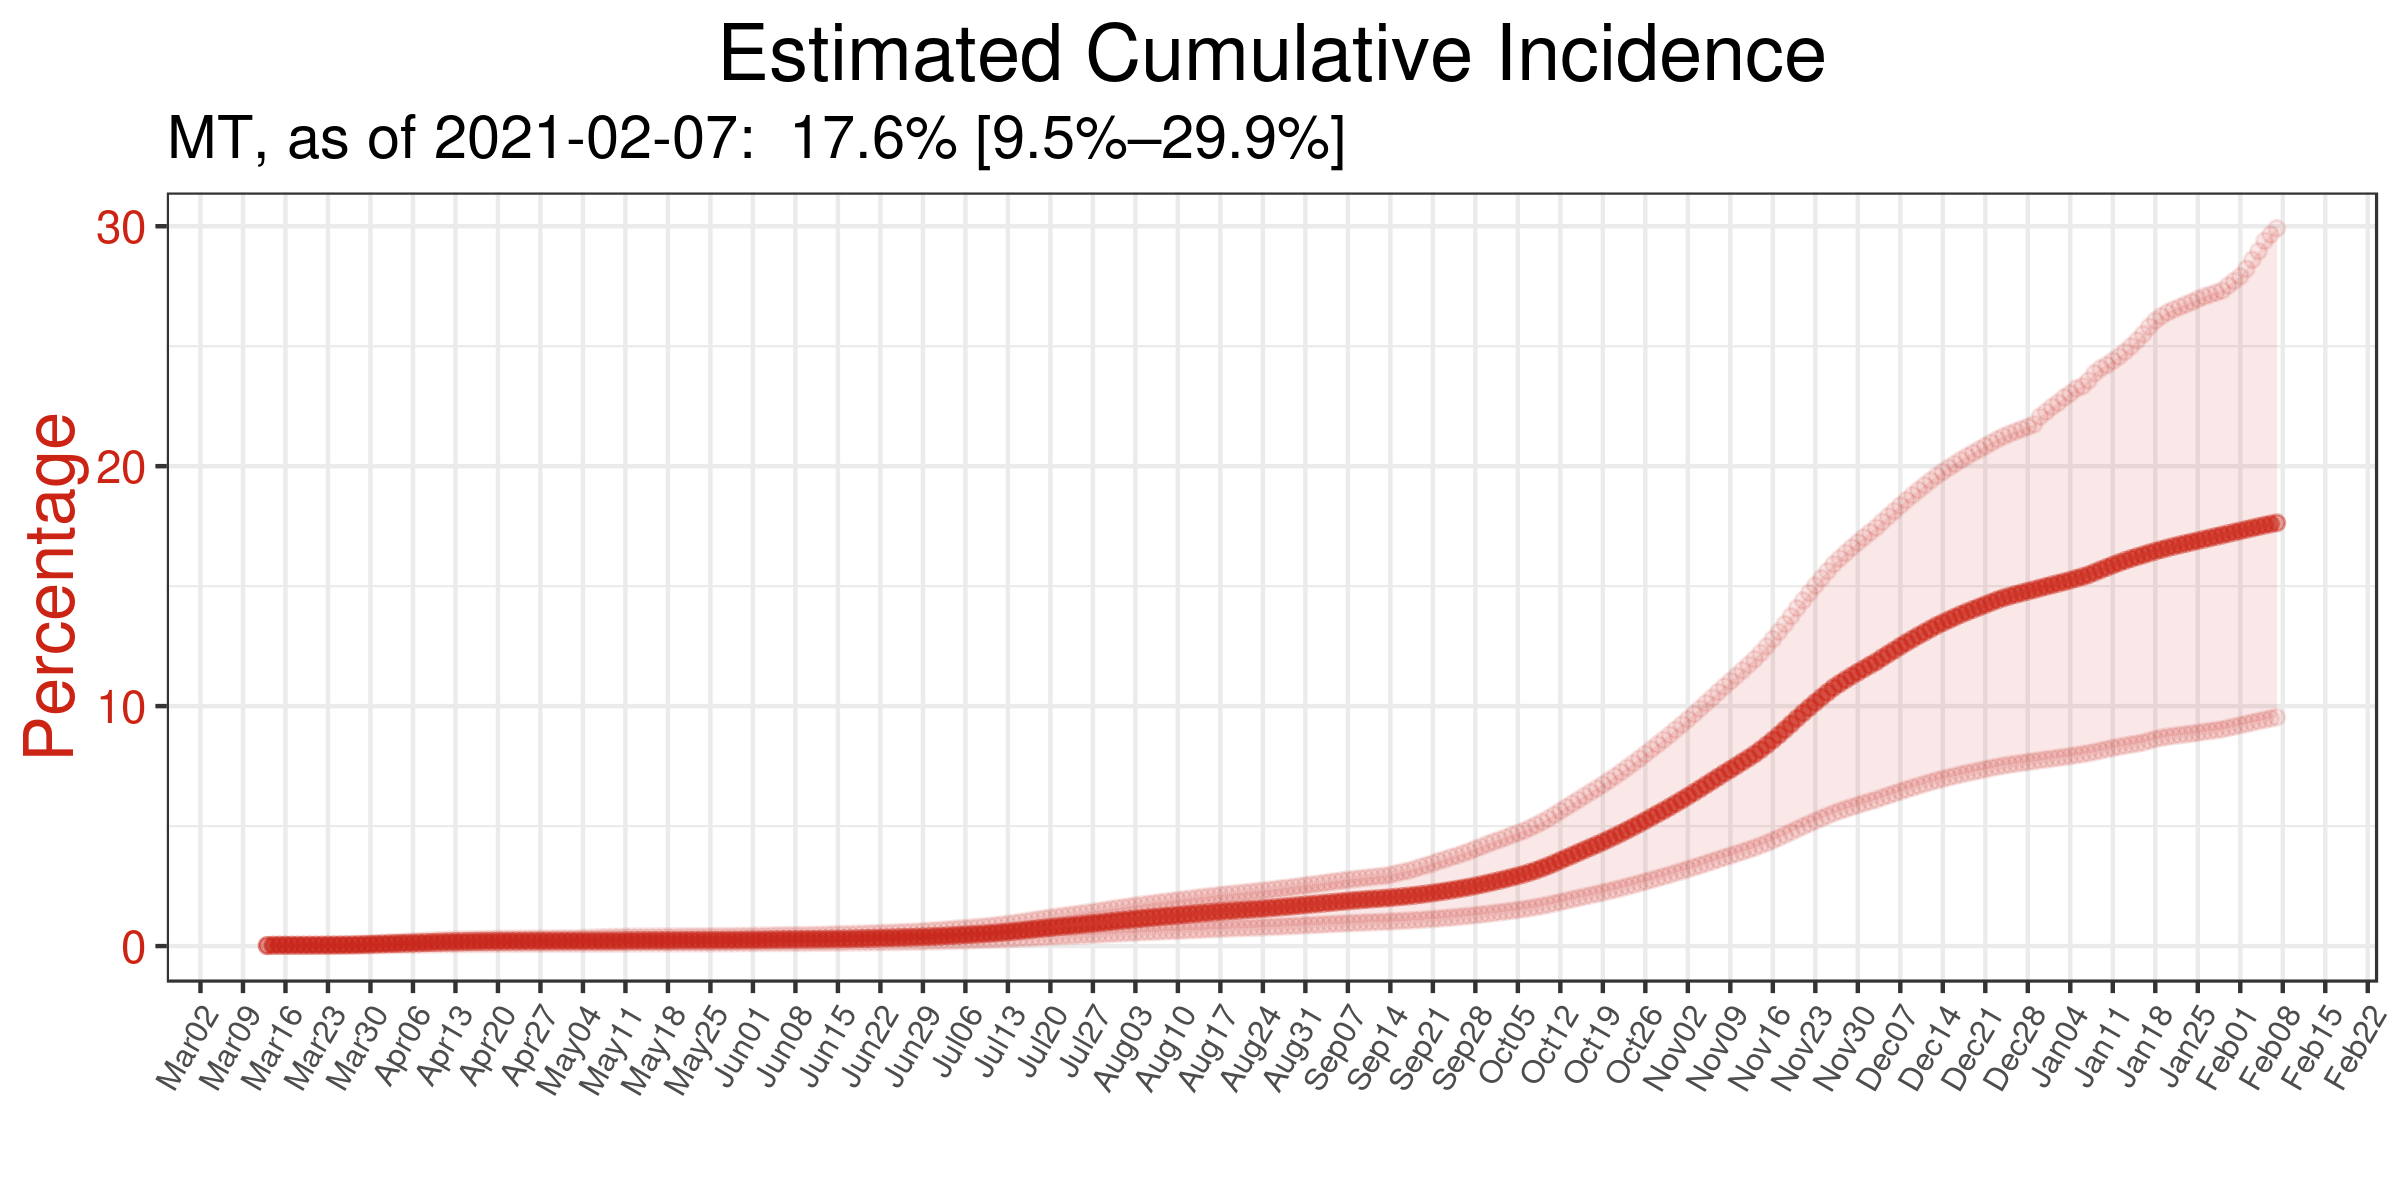 Estimated Cumulative Incidence
MT, as of 2021-02-07:  17.6% [9.5%–29.9%]
Percentage
30
20
10
0
Mar02
Mar09
Mar16
Mar23
Mar30
Apr06
Apr13
Apr20
Apr27
May04
May11
May18
May25
Jun01
Jun08
Jun15
Jun22
Jun29
Jul06
Jul13
Jul20
Jul27
Aug03
Aug10
Aug17
Aug24
Aug31
Sep07
Sep14
Sep21
Sep28
Oct05
Oct12
Oct19
Oct26
Nov02
Nov09
Nov16
Nov23
Nov30
Dec07
Dec14
Dec21
Dec28
Jan04
Jan11
Jan18
Jan25
Feb01
Feb08
Feb15
Feb22